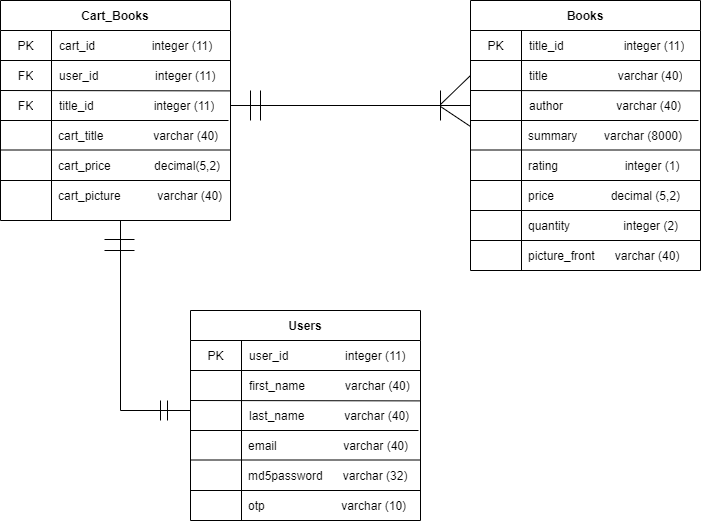 Cart_Books
PK cart_id integer (11)
FK user_id integer (11)
FK title_id integer (11)
cart_title varchar (40)
cart_price decimal(5,2)
cart_picture varchar (40)
Books
PK title_id integer (11)
title varchar (40)
author varchar (40)
summary varchar (8000)
rating integer (1)
price decimal (5,2)
quantity integer (2)
picture_front varchar (40)
Users
PK user_id integer (11)
first_name varchar (40)
last_name varchar (40)
email varchar (40)
md5password varchar (32)
otp varchar (10)